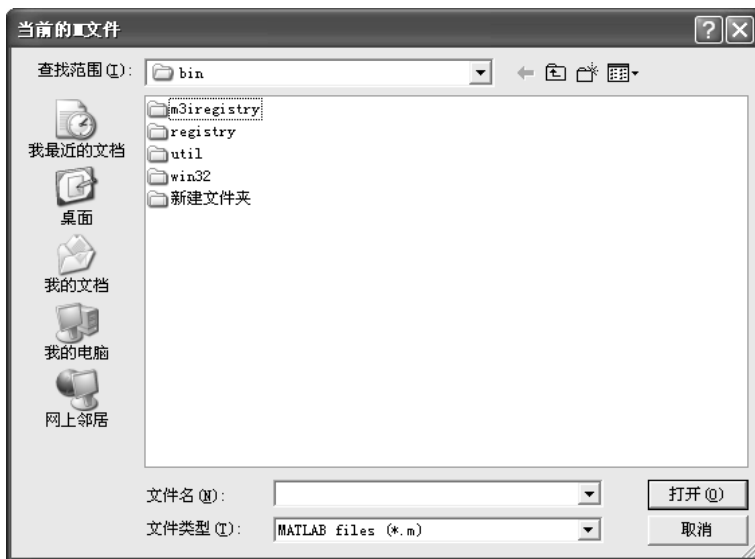 当前的M文件
查找范围(I):
bin
m3iregistry
registry
util
win32
新建文件夹
我最近的文档
桌面
我的文档
我的电脑
网上邻居
文件名(N):
打开(O)
文件类型(T):
MATLAB files (*.m)
取消